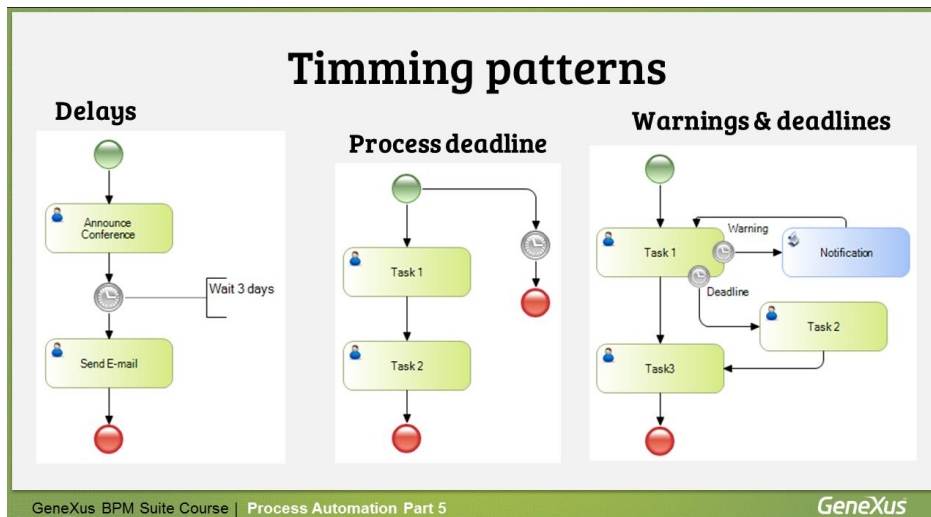 Timming patterns
Delays
Announce
Conference
Wait 3 days
Send E-mail
Process deadline
Task 1
Task 2
Warnings & deadlines
Warning
Task 1
Notification
Deadline
Task 2
Task3
GeneXus BPM Suite Course | Process Automation Part 5
GeneXus